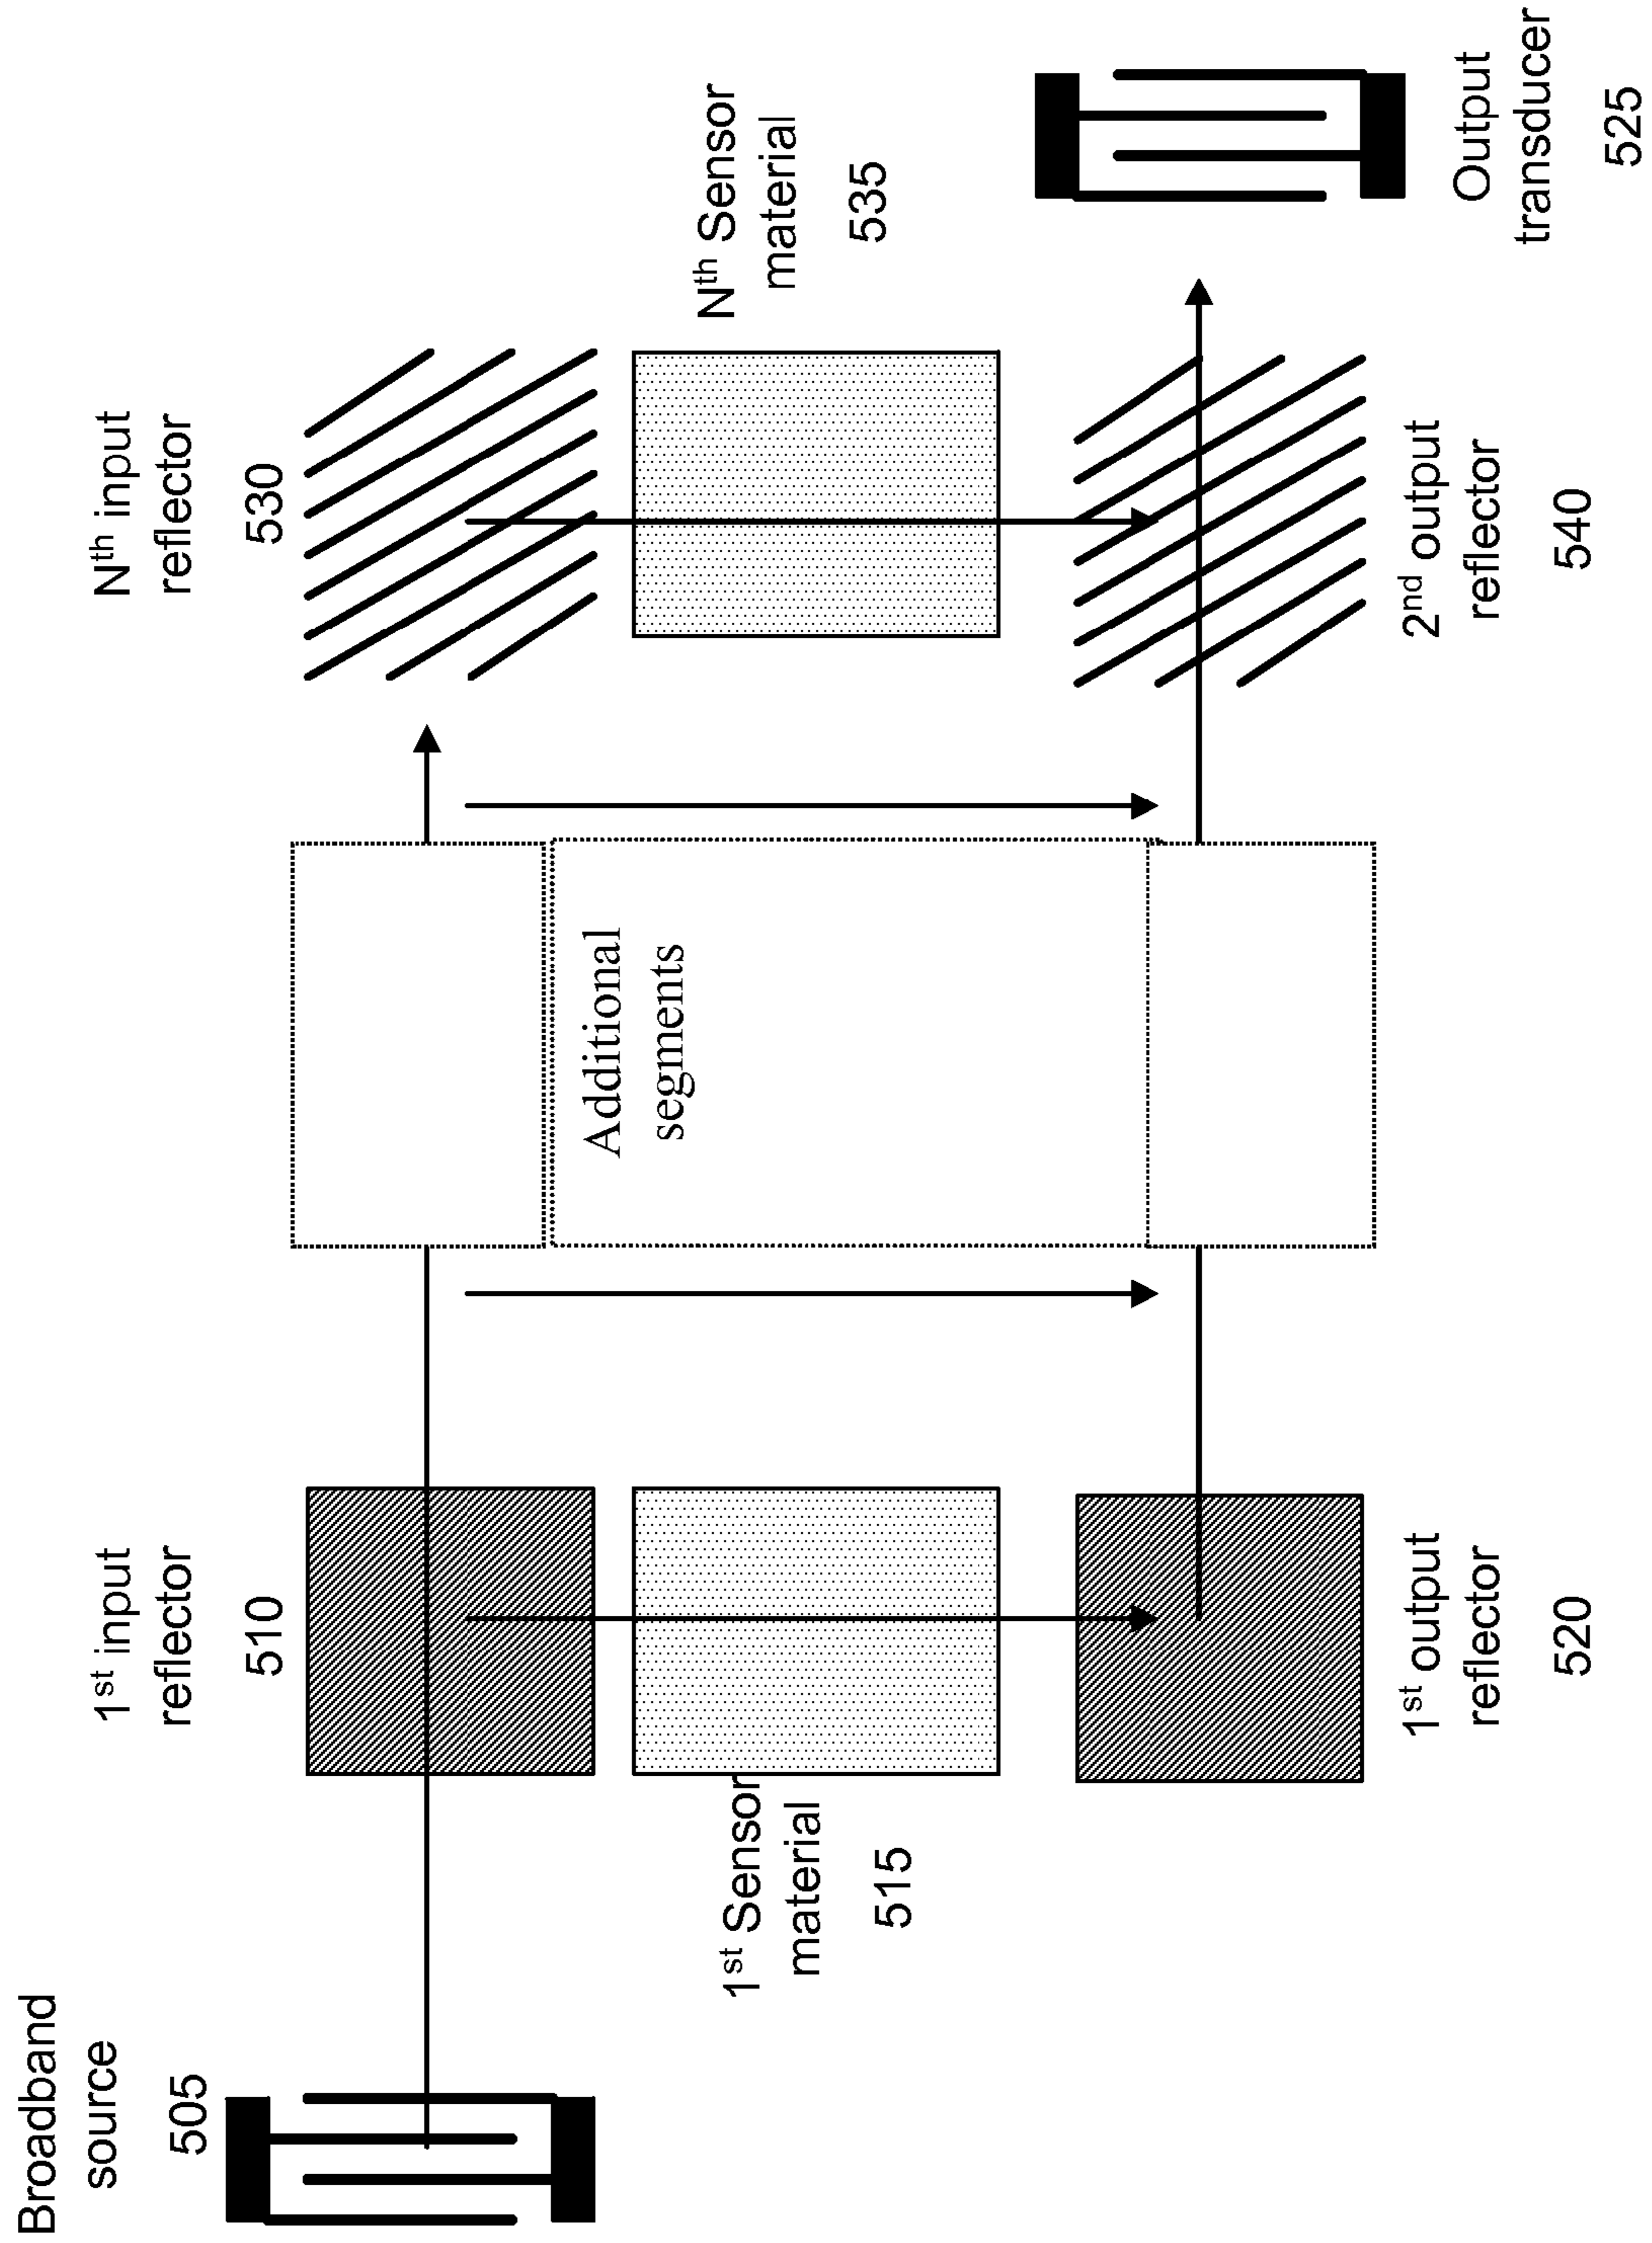 Broadband
source
505
1st input
reflector
510
Nth input
reflector
530
1st Sensor
material
515
Additional
segments
Nth Sensor
material
535
1st output
reflector
520
2nd output
reflector
540
Output
transducer
525